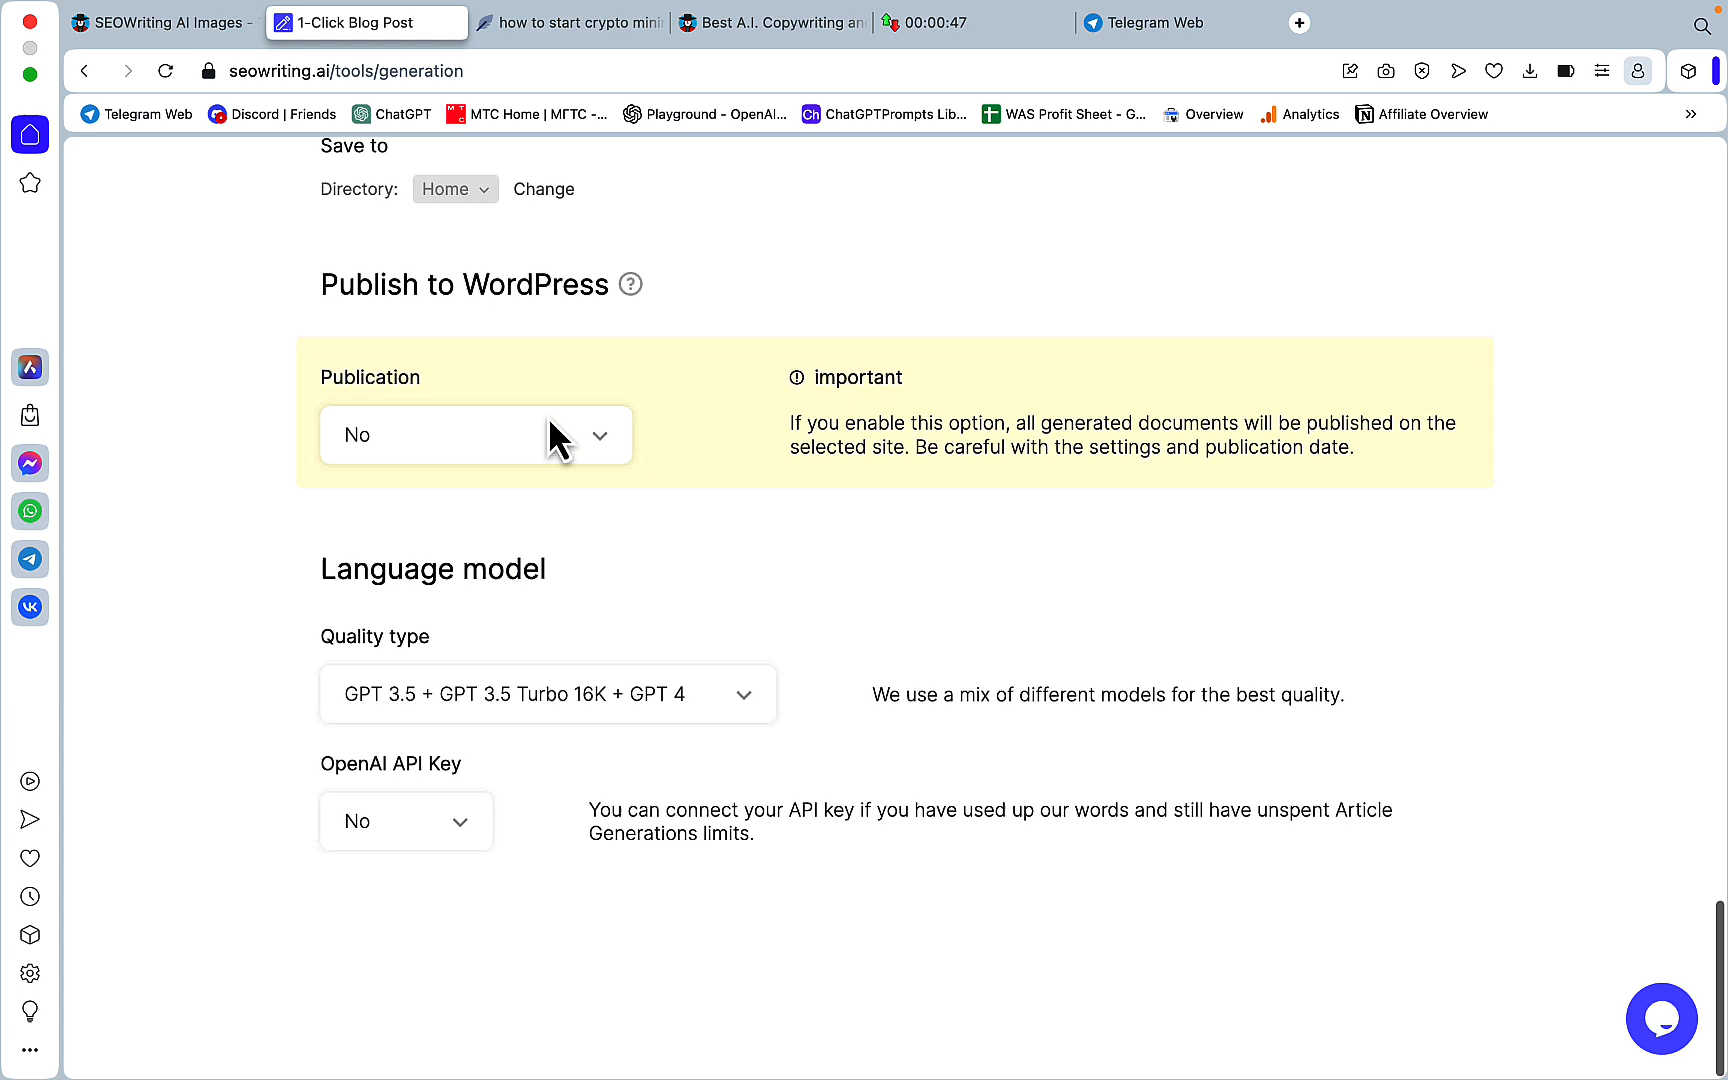 SEOWriting AI Images -
1-Click Blog Post
how to start crypto mini
Best A.I. Copywriting an
00:00:47
Telegram Web
seowriting.ai/tools/generation
Telegram Web
Discord | Friends
ChatGPT
МТС Home | МГТС -...
Playground - OpenAI...
Ch
ChatGPTPrompts Lib...
WAS Profit Sheet - G...
Overview
Analytics
Affiliate Overview
Save to
Directory: Home Change
Publish to WordPress
Publication
important
No
If you enable this option, all generated documents will be published on the
selected site. Be careful with the settings and publication date.
Language model
Quality type
GPT 3.5 + GPT 3.5 Turbo 16K + GPT 4
We use a mix of different models for the best quality.
OpenAI API Key
No
You can connect your API key if you have used up our words and still have unspent Article
Generations limits.